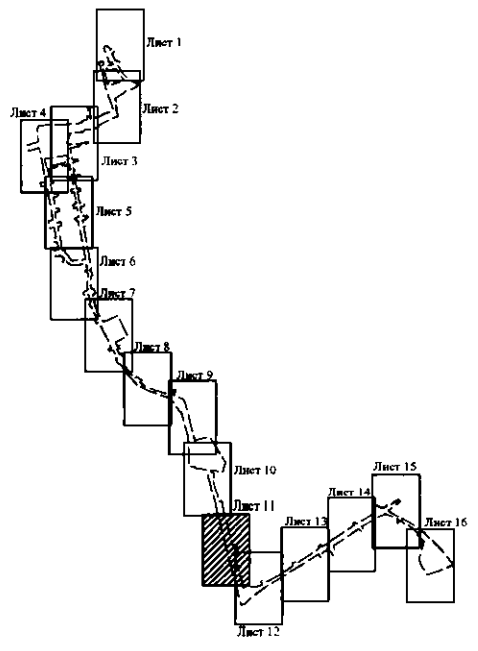 Лист 1
Лист 2
Лист 4
Лист 3
Лист 5
Лист 6
Лист 7
Лист 8
Лист 9
Лист 10
Лист 15
Лист 14
Лист 11
Лист 13
Лист 16
Лист 12